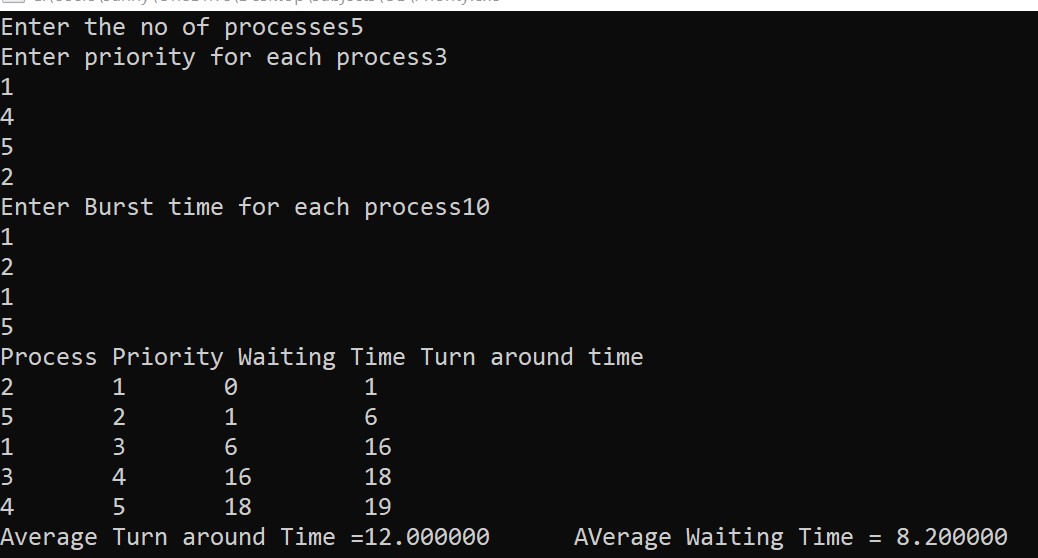 Enter the no of processes5
Enter priority for each process3
1
4
5
2
Enter Burst time for each process10
1
2
1
5
Process Priority Waiting Time Turn around time
2 1 0 1
5 2 1 6
1 3 6 16
3 4 16 18
4 5 18 19
Average Turn around Time =12.000000 AVerage Waiting Time = 8.200000